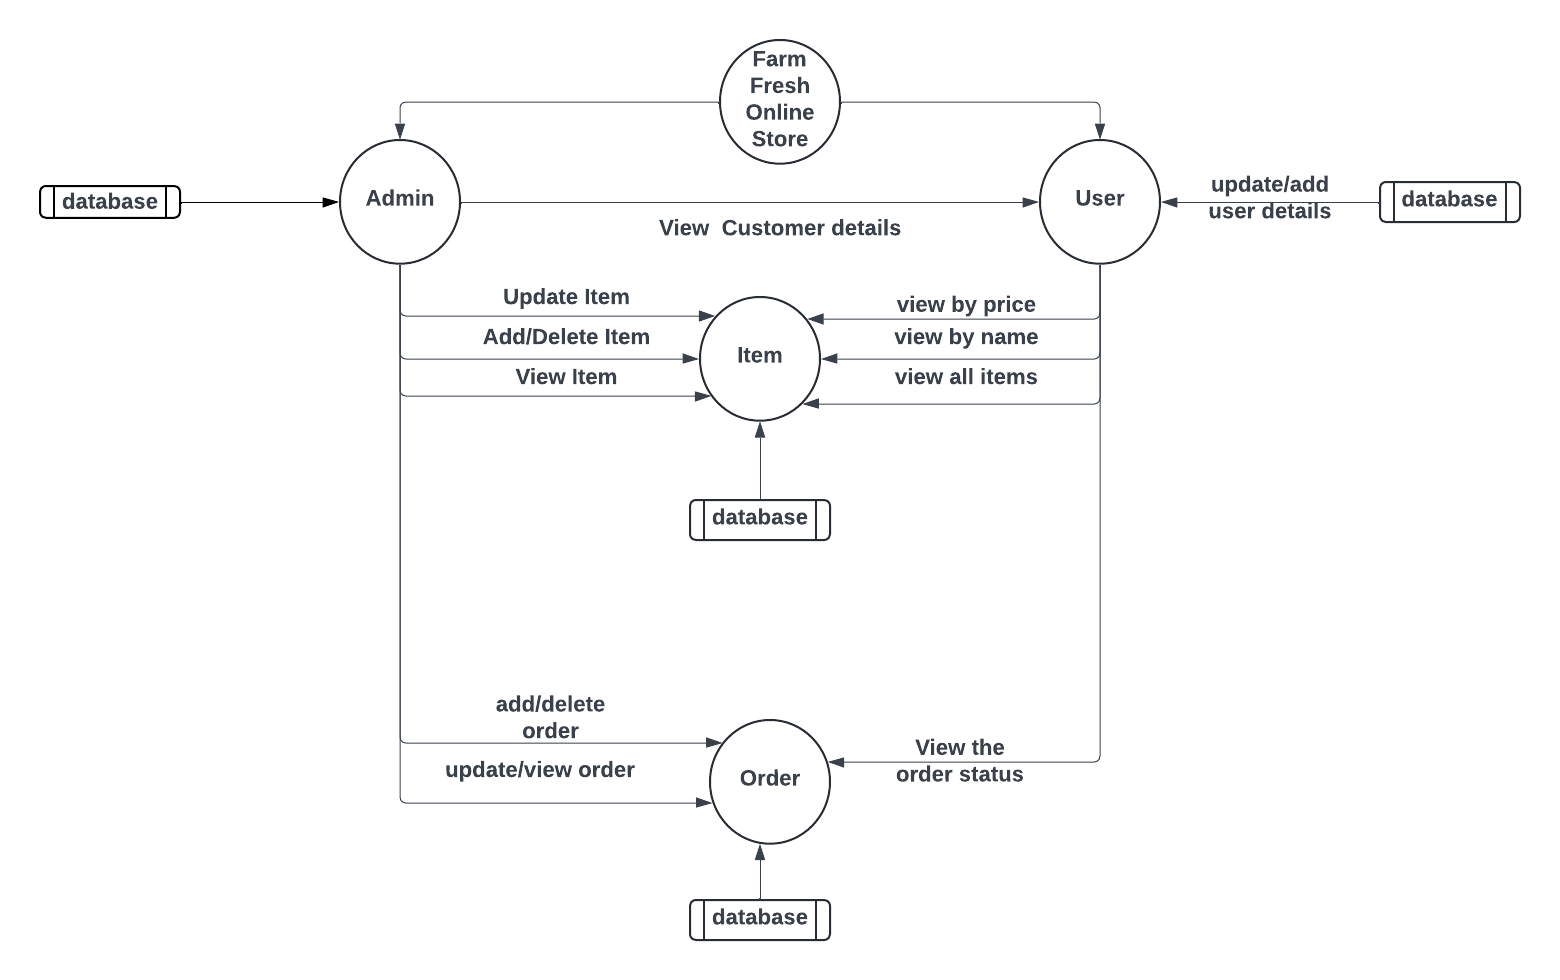 Farm
Fresh
Online
Store
database
Admin
View  Customer details
User
update/add
user details
database
Update Item
Add/Delete Item
View Item
Item
view by price
view by name
view all items
database
add/delete
order
update/view order
Order
View the
order status
database